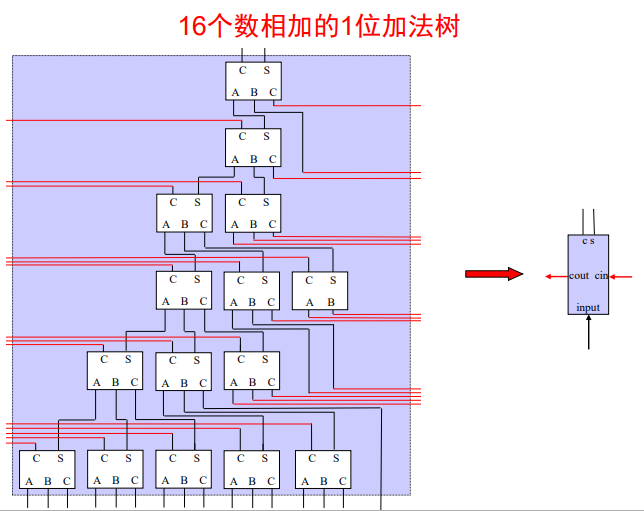 16个数相加的1位加法树
C S
A B C
C S
A B C
C S C S
A B C A B C
C S C S C S
A B C A B C A B
C S C S C S
A B C A B C A B C
C S C S C S C S C S
A B C A B C A B C A B C A B C
c s
cout cin
input